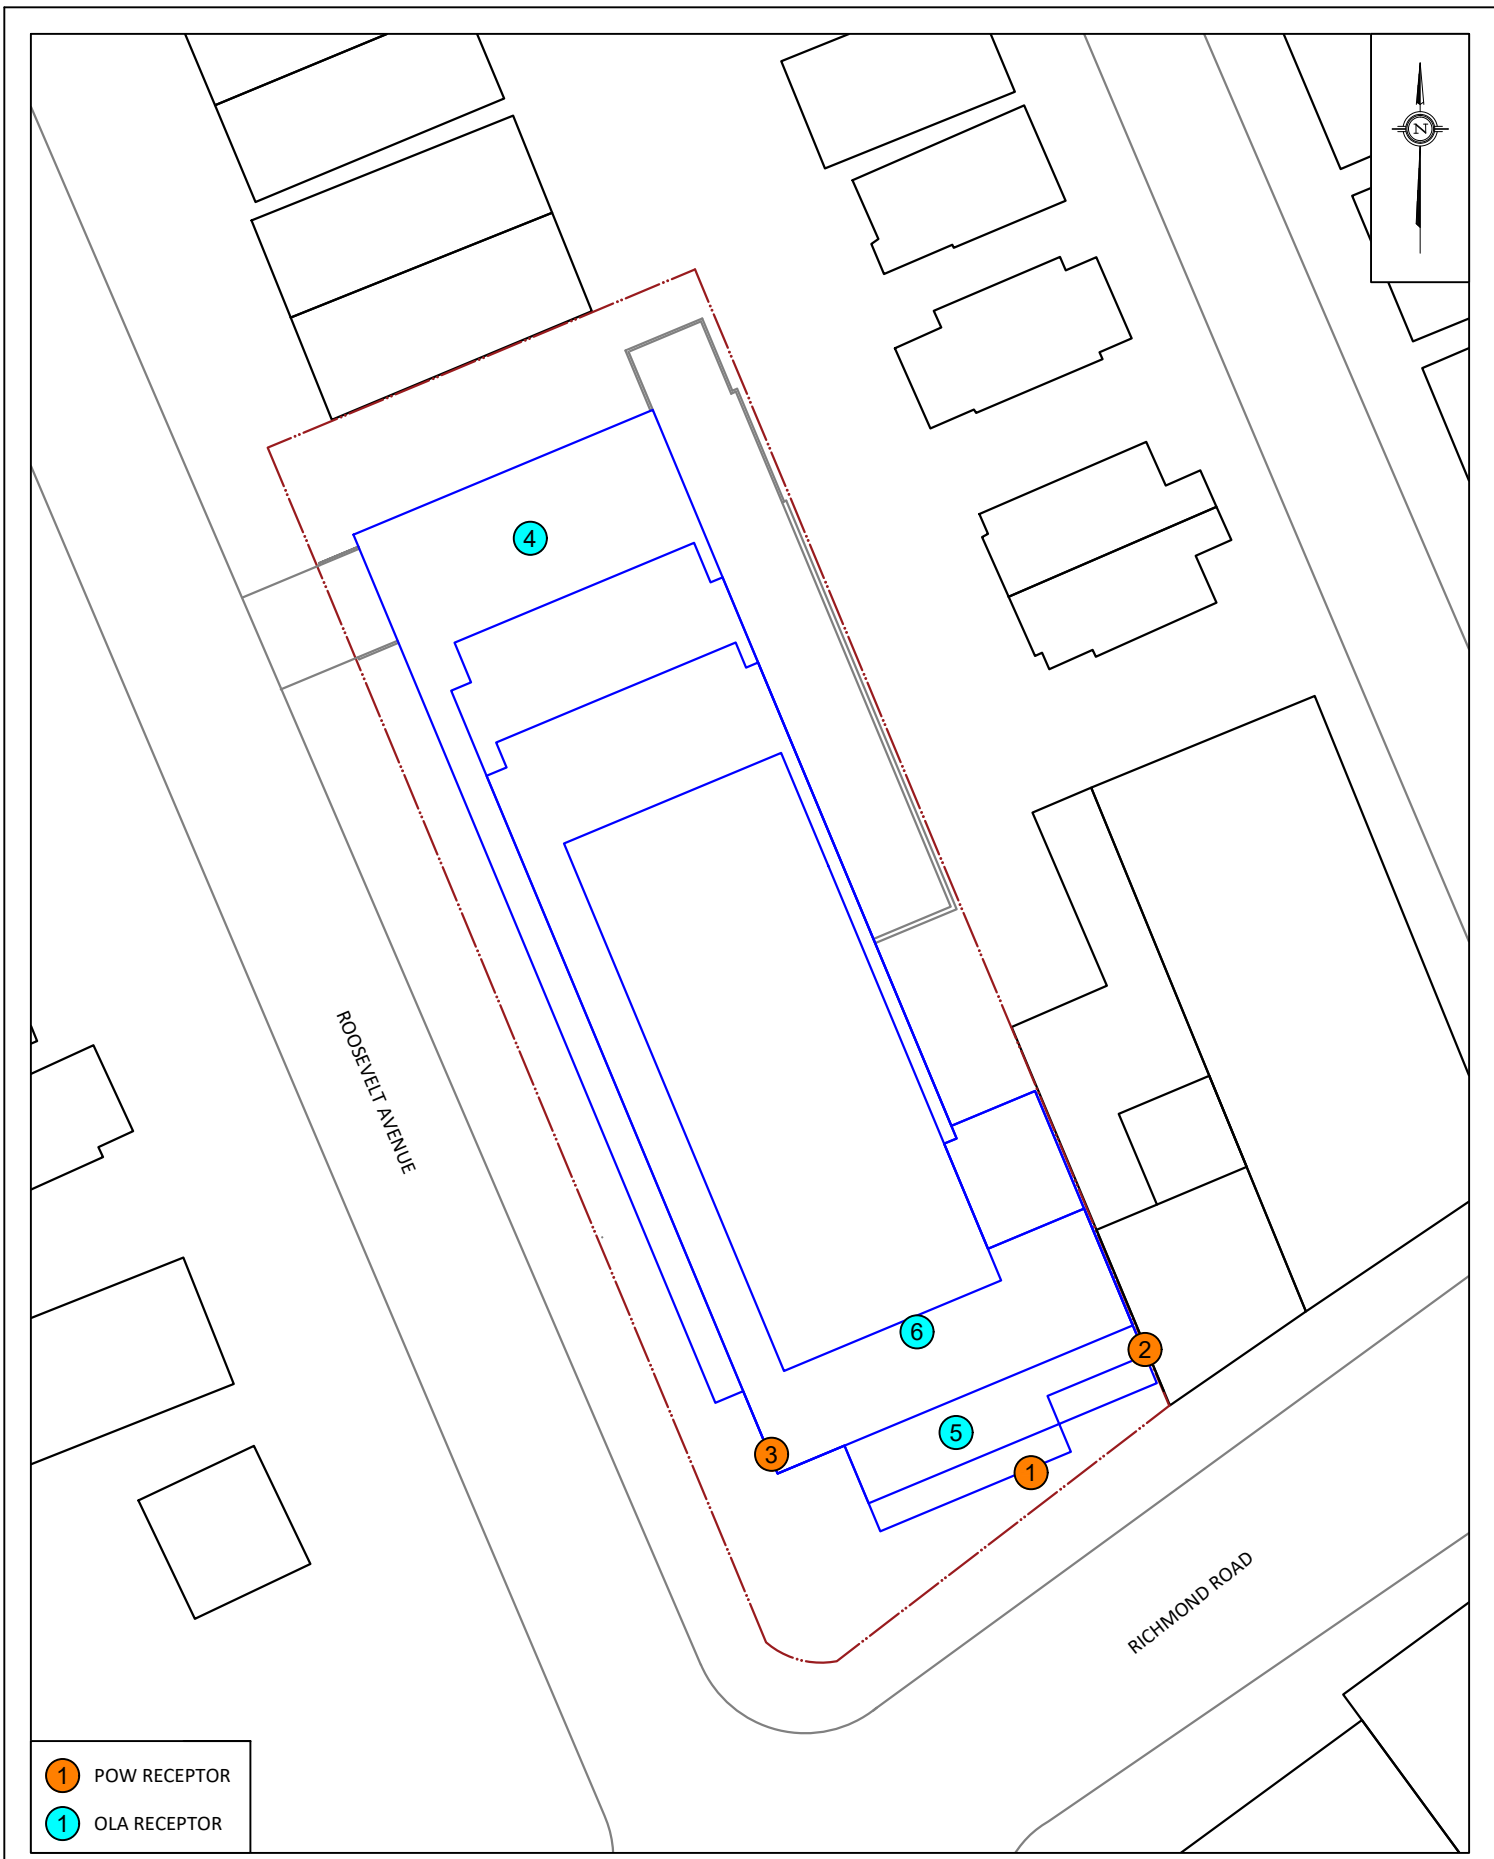 N
4
ROOSEVELT AVENUE
6
2
5
3
1
RICHMOND ROAD
1 POW RECEPTOR
1 OLA RECEPTOR